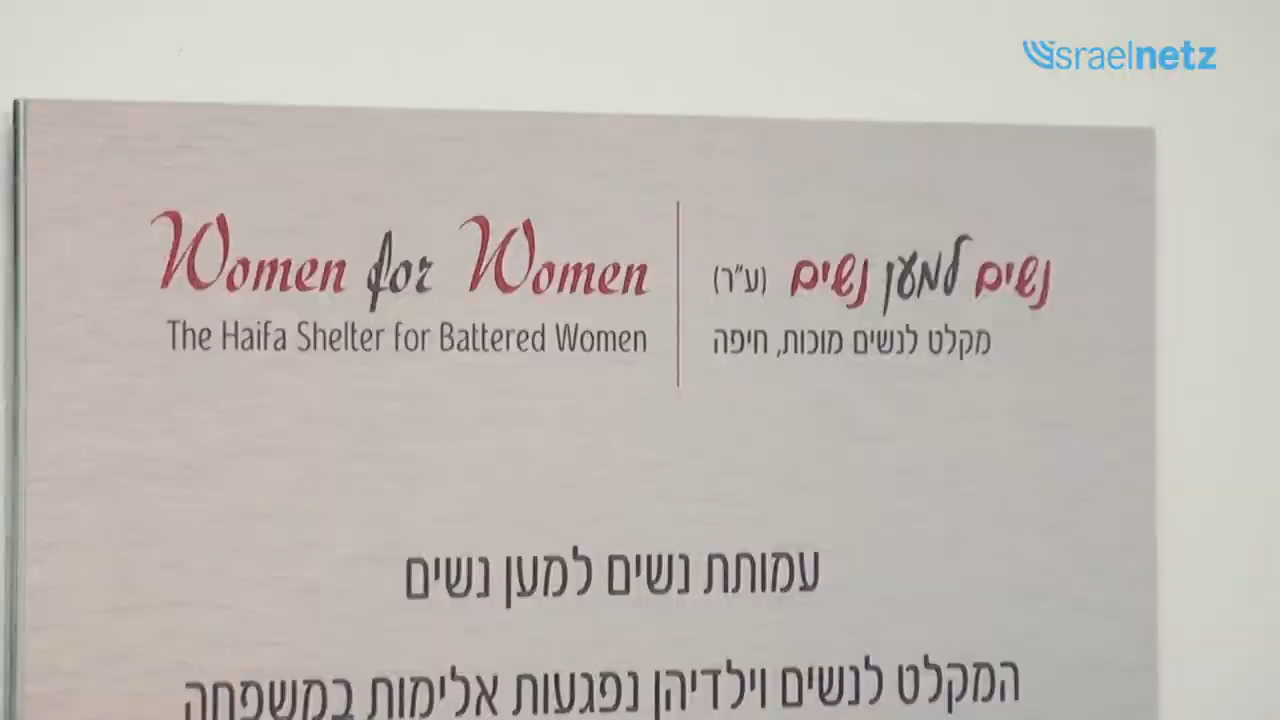 israelnetz
Women for Women
The Haifa Shelter for Battered Women
נשים למען נשים (ע״ר)
מקלט לנשים מוכות, חיפה
עמותת נשים למען נשים
המקלט לנשים וילדיהן נפגעות אלימות במשפחה